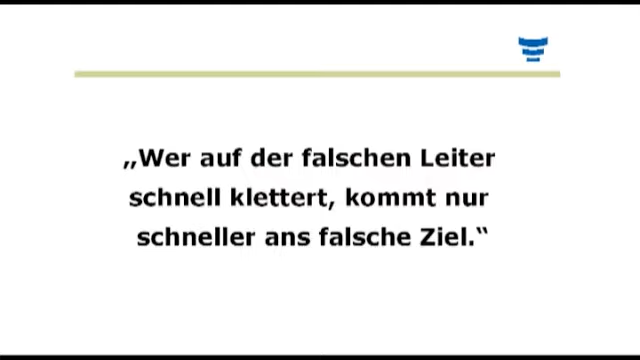 „Wer auf der falschen Leiter
schnell klettert, kommt nur
schneller ans falsche Ziel.“